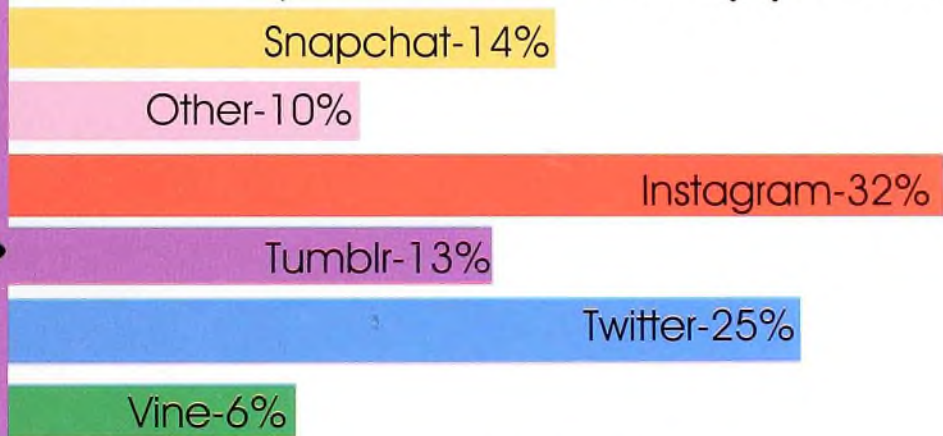 Snapchat-14%
Other-10%
Instagram-32%
Tumblr-13%
Twitter-25%
Vine-6%